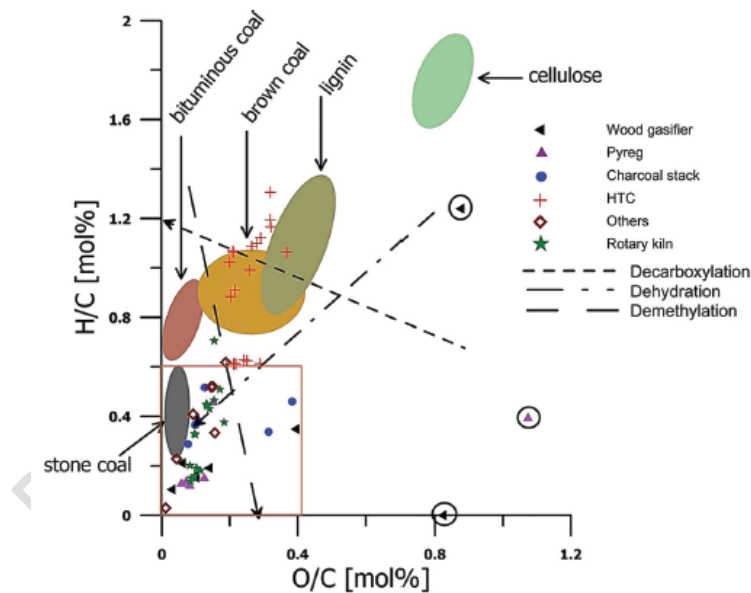 bituminous coal
brown coal
lignin
cellulose
stone coal
H/C [mol%]
2
1.6
1.2
0.8
0.4
0
0
0.4
0.8
1.2
O/C [mol%]
Wood gasifier
Pyreg
Charcoal stack
HTC
Others
Rotary kiln
Decarboxylation
Dehydration
Demethylation